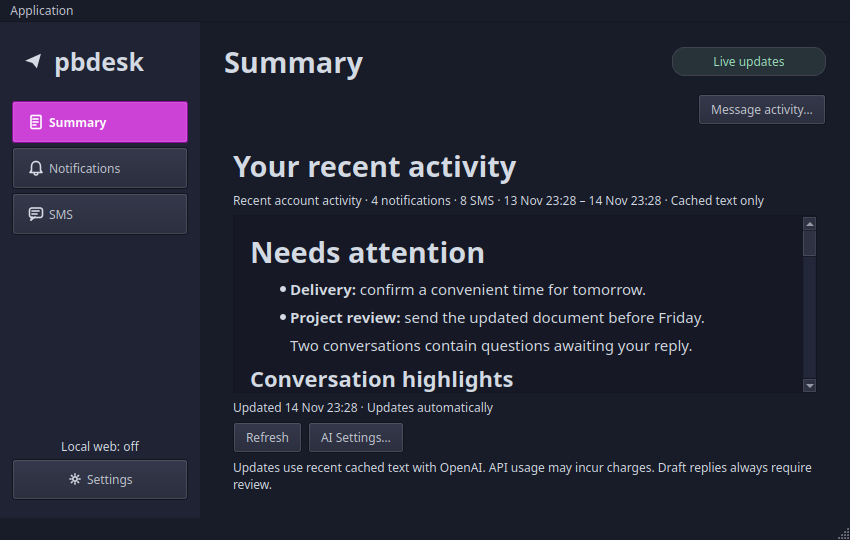 Application
pbdesk
Summary
Notifications
SMS
Local web: off
Settings
Summary
Live updates
Message activity...
Your recent activity
Recent account activity · 4 notifications · 8 SMS · 13 Nov 23:28 – 14 Nov 23:28 · Cached text only
Needs attention
• Delivery: confirm a convenient time for tomorrow.
• Project review: send the updated document before Friday.
Two conversations contain questions awaiting your reply.
Conversation highlights
Updated 14 Nov 23:28 · Updates automatically
Refresh
AI Settings...
Updates use recent cached text with OpenAI. API usage may incur charges. Draft replies always require
review.